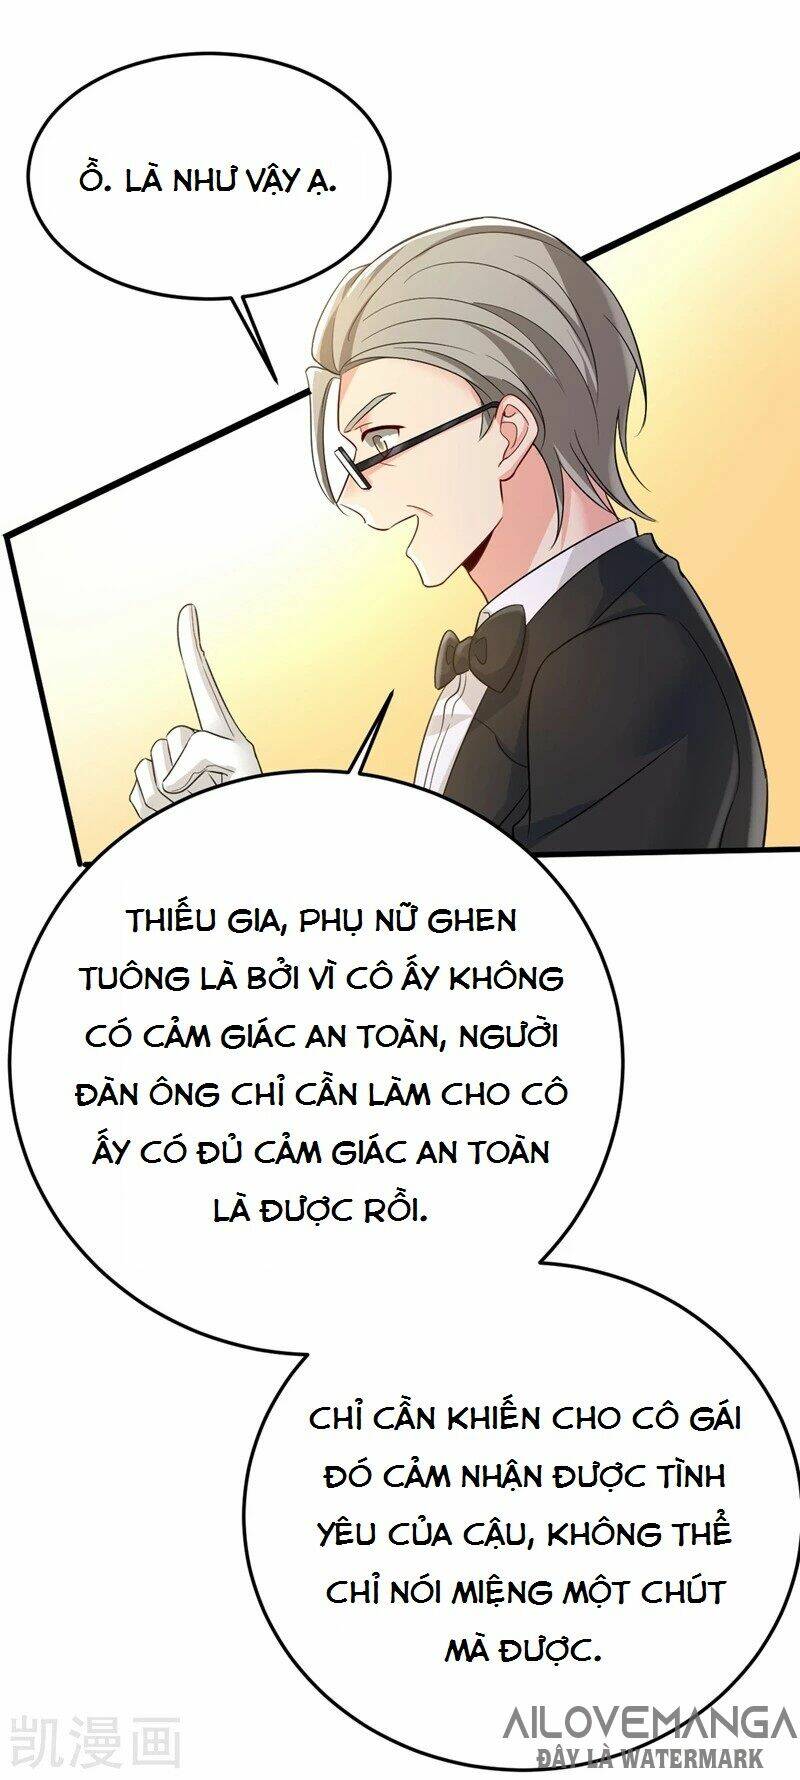 Ồ. LÀ NHƯ VẬY Ạ.
THIẾU GIA, PHỤ NỮ GHEN
TUÔNG LÀ BỞI VÌ CÔ ẤY KHÔNG
CÓ CẢM GIÁC AN TOÀN, NGƯỜI
ĐÀN ÔNG CHỈ CẦN LÀM CHO CÔ
ẤY CÓ ĐỦ CẢM GIÁC AN TOÀN
LÀ ĐƯỢC RỒI.
CHỈ CẦN KHIẾN CHO CÔ GÁI
ĐÓ CẢM NHẬN ĐƯỢC TÌNH
YÊU CỦA CẬU, KHÔNG THỂ
CHỈ NÓI MIỆNG MỘT CHÚT
MÀ ĐƯỢC.
凯漫画
AILOVEMANGA
ĐÂY LÀ WATERMARK